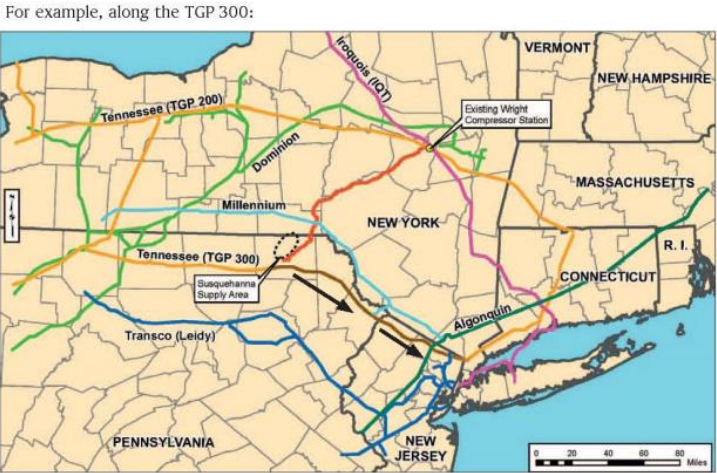 For example, along the TGP 300:
VERMONT
NEW HAMPSHIRE
Iroquois (IQT)
Tennessee (TGP 200)
Existing Wright
Compressor Station
Dominion
MASSACHUSETTS
Millennium
NEW YORK
R. I.
Tennessee (TGP 300)
CONNECTICUT
Susquehanna
Supply Area
Algonquin
Transco (Leidy)
PENNSYLVANIA
NEW
JERSEY
0 20 40 60 80
Miles